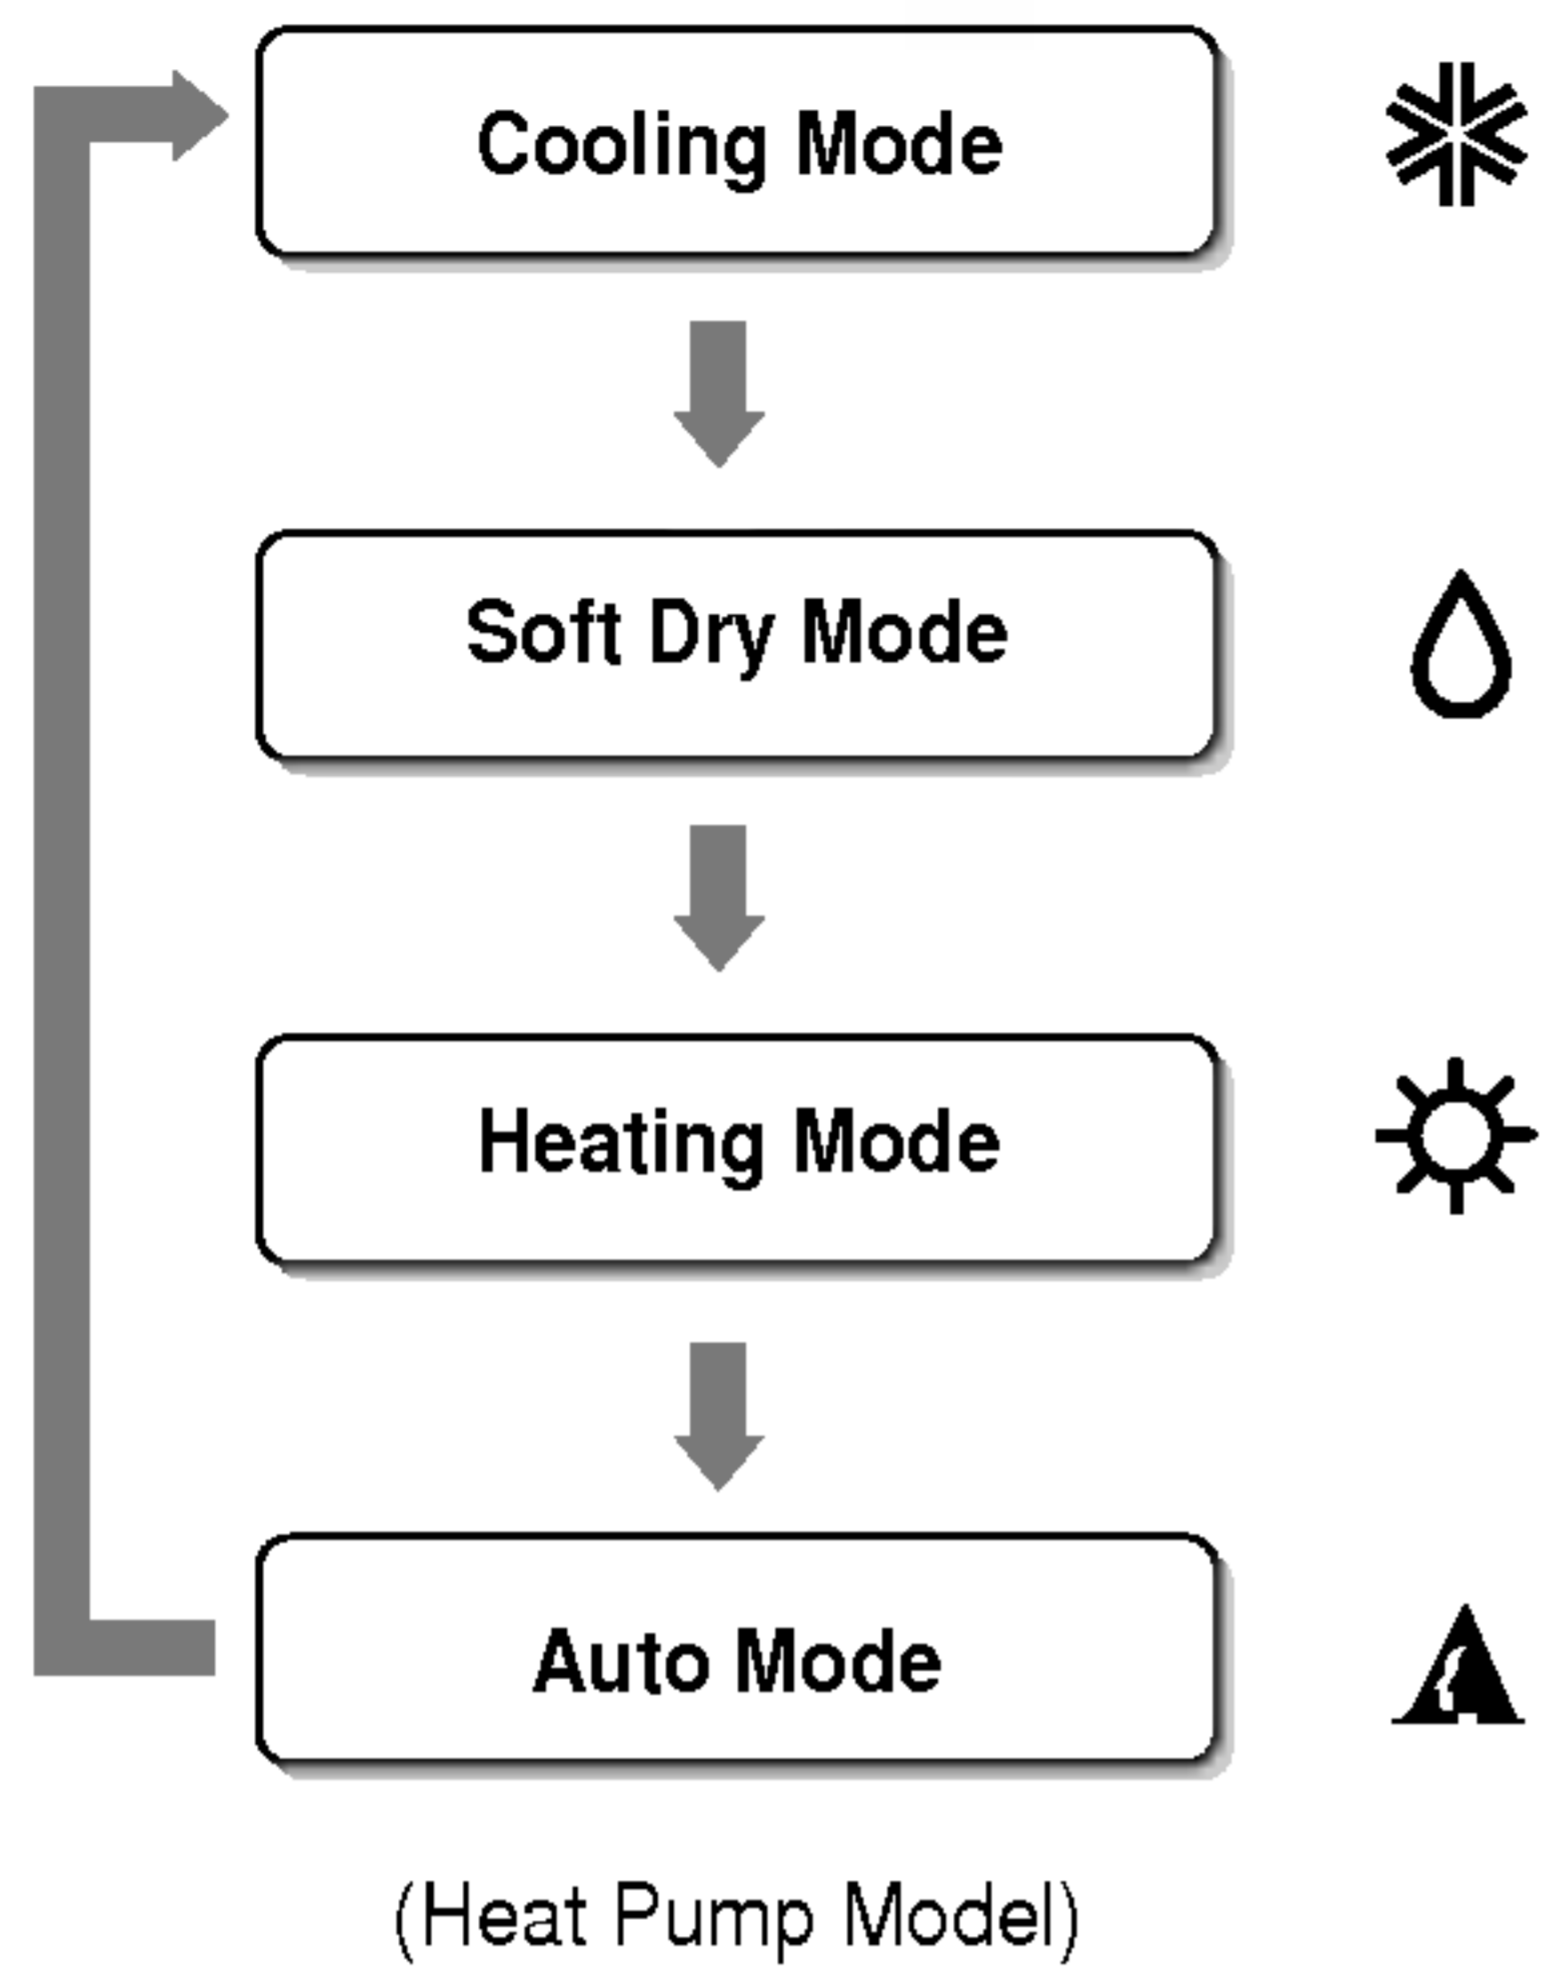 Cooling Mode
Soft Dry Mode
Heating Mode
Auto Mode
(Heat Pump Model)